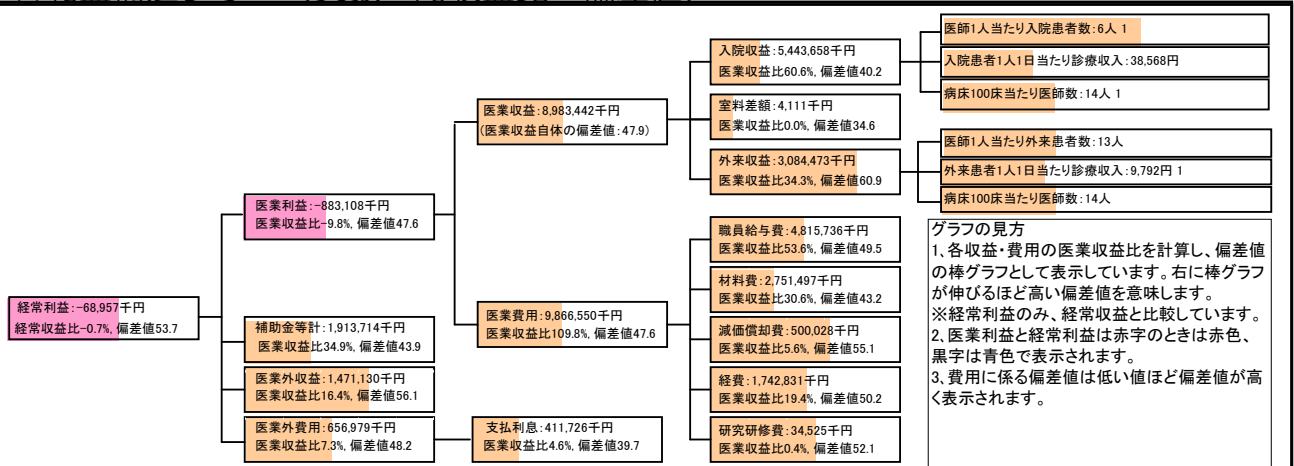 経常利益:-68,957千円
経常収益比-0.7%, 偏差値53.7
医業利益:-883,108千円
医業収益比-9.8%, 偏差値47.6
補助金等計:1,913,714千円
医業収益比34.9%, 偏差値43.9
医業外収益:1,471,130千円
医業収益比16.4%, 偏差値56.1
医業外費用:656,979千円
医業収益比7.3%, 偏差値48.2
医業収益:8,983,442千円
(医業収益自体の偏差値:47.9)
医業費用:9,866,550千円
医業収益比109.8%, 偏差値47.6
支払利息:411,726千円
医業収益比4.6%, 偏差値39.7
入院収益:5,443,658千円
医業収益比60.6%, 偏差値40.2
室料差額:4,111千円
医業収益比0.0%, 偏差値34.6
外来収益:3,084,473千円
医業収益比34.3%, 偏差値60.9
職員給与費:4,815,736千円
医業収益比53.6%, 偏差値49.5
材料費:2,751,497千円
医業収益比30.6%, 偏差値43.2
減価償却費:500,028千円
医業収益比5.6%, 偏差値55.1
経費:1,742,831千円
医業収益比19.4%, 偏差値50.2
研究研修費:34,525千円
医業収益比0.4%, 偏差値52.1
医師1人当たり入院患者数:6人 1
入院患者1人1日当たり診療収入:38,568円
病床100床当たり医師数:14人 1
医師1人当たり外来患者数:13人
外来患者1人1日当たり診療収入:9,792円 1
病床100床当たり医師数:14人
グラフの見方
1、各収益・費用の医業収益比を計算し、偏差値
の棒グラフとして表示しています。右に棒グラフ
が伸びるほど高い偏差値を意味します。
※経常利益のみ、経常収益と比較しています。
2、医業利益と経常利益は赤字のときは赤色、
黒字は青色で表示されます。
3、費用に係る偏差値は低い値ほど偏差値が高
く表示されます。